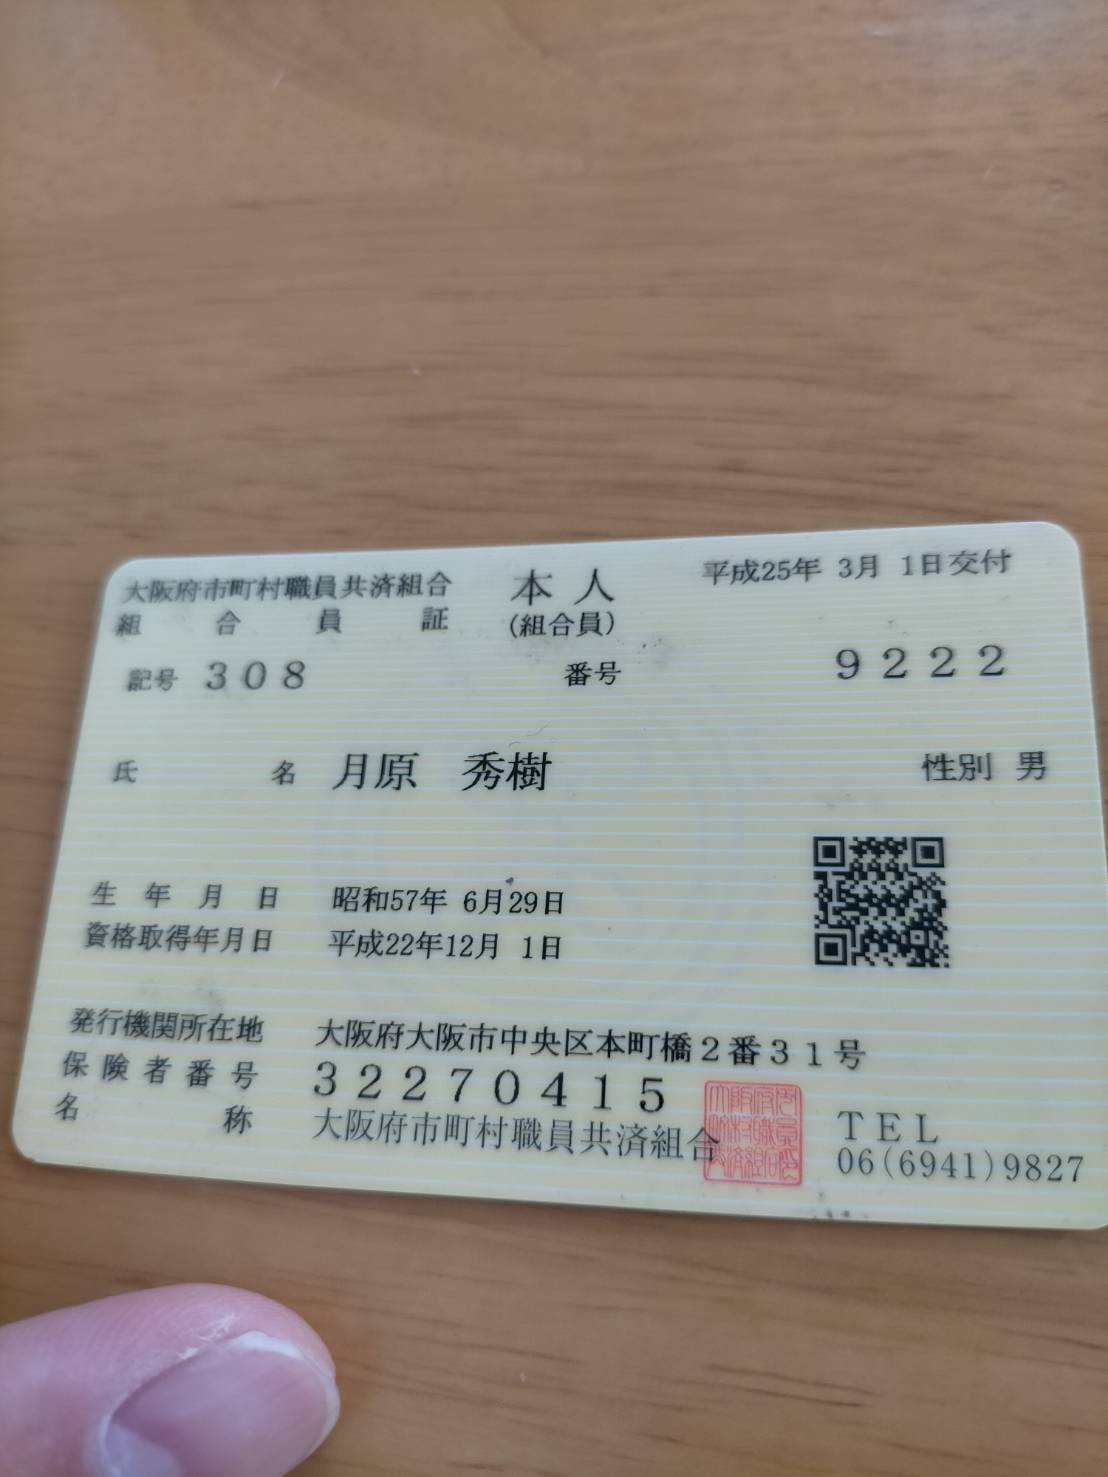 大阪府市町村職員共済組合 本人 平成25年 3月 1日交付
組合員証 (組合員)
記号 308 番号 9222
氏名 月原 秀樹 性別 男
生年月日 昭和57年 6月29日
資格取得年月日 平成22年12月 1日
発行機関所在地 大阪府大阪市中央区本町橋2番31号
保険者番号 32270415
名称 大阪府市町村職員共済組合 TEL
06(6941)9827